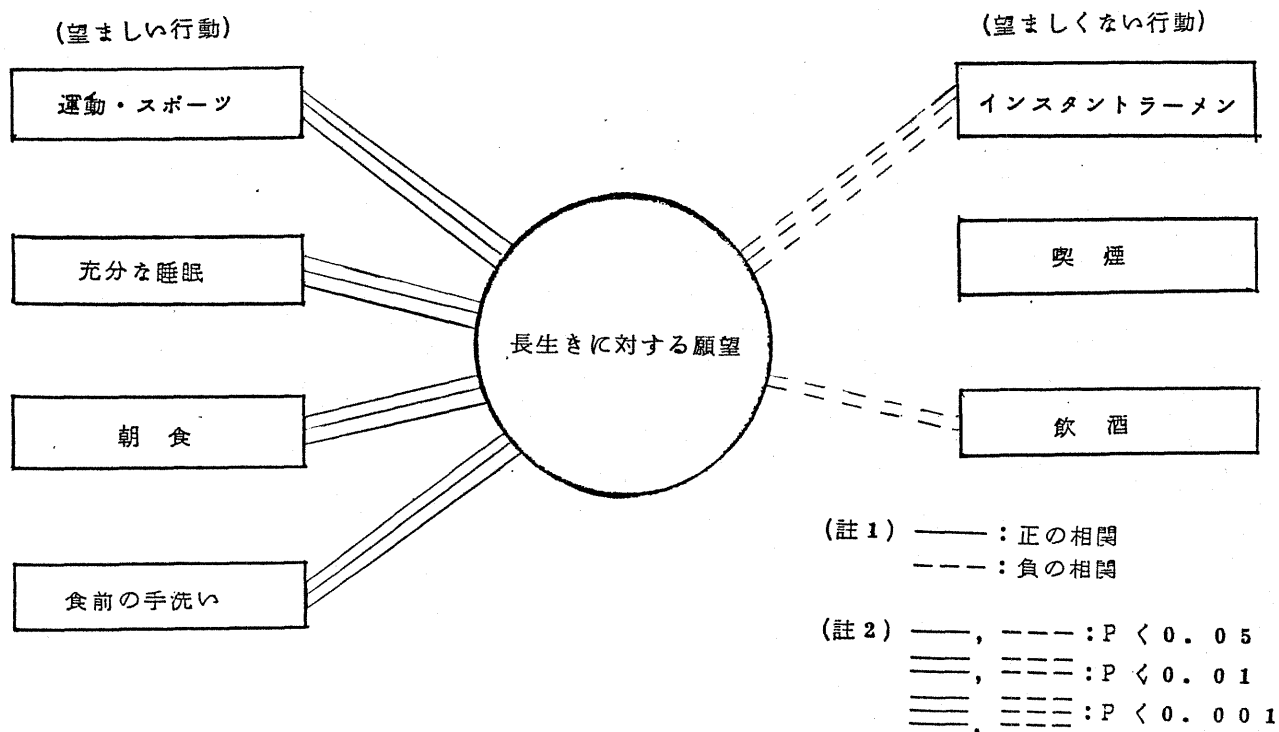 (望ましい行動)
(望ましくない行動)
運動・スポーツ
インスタントラーメン
充分な睡眠
喫煙
長生きに対する願望
朝食
飲酒
食前の手洗い
(註1) ――― : 正の相関
--- : 負の相関
(註2) ―――, --- : P < 0.05
, : P < 0.01
, : P < 0.001